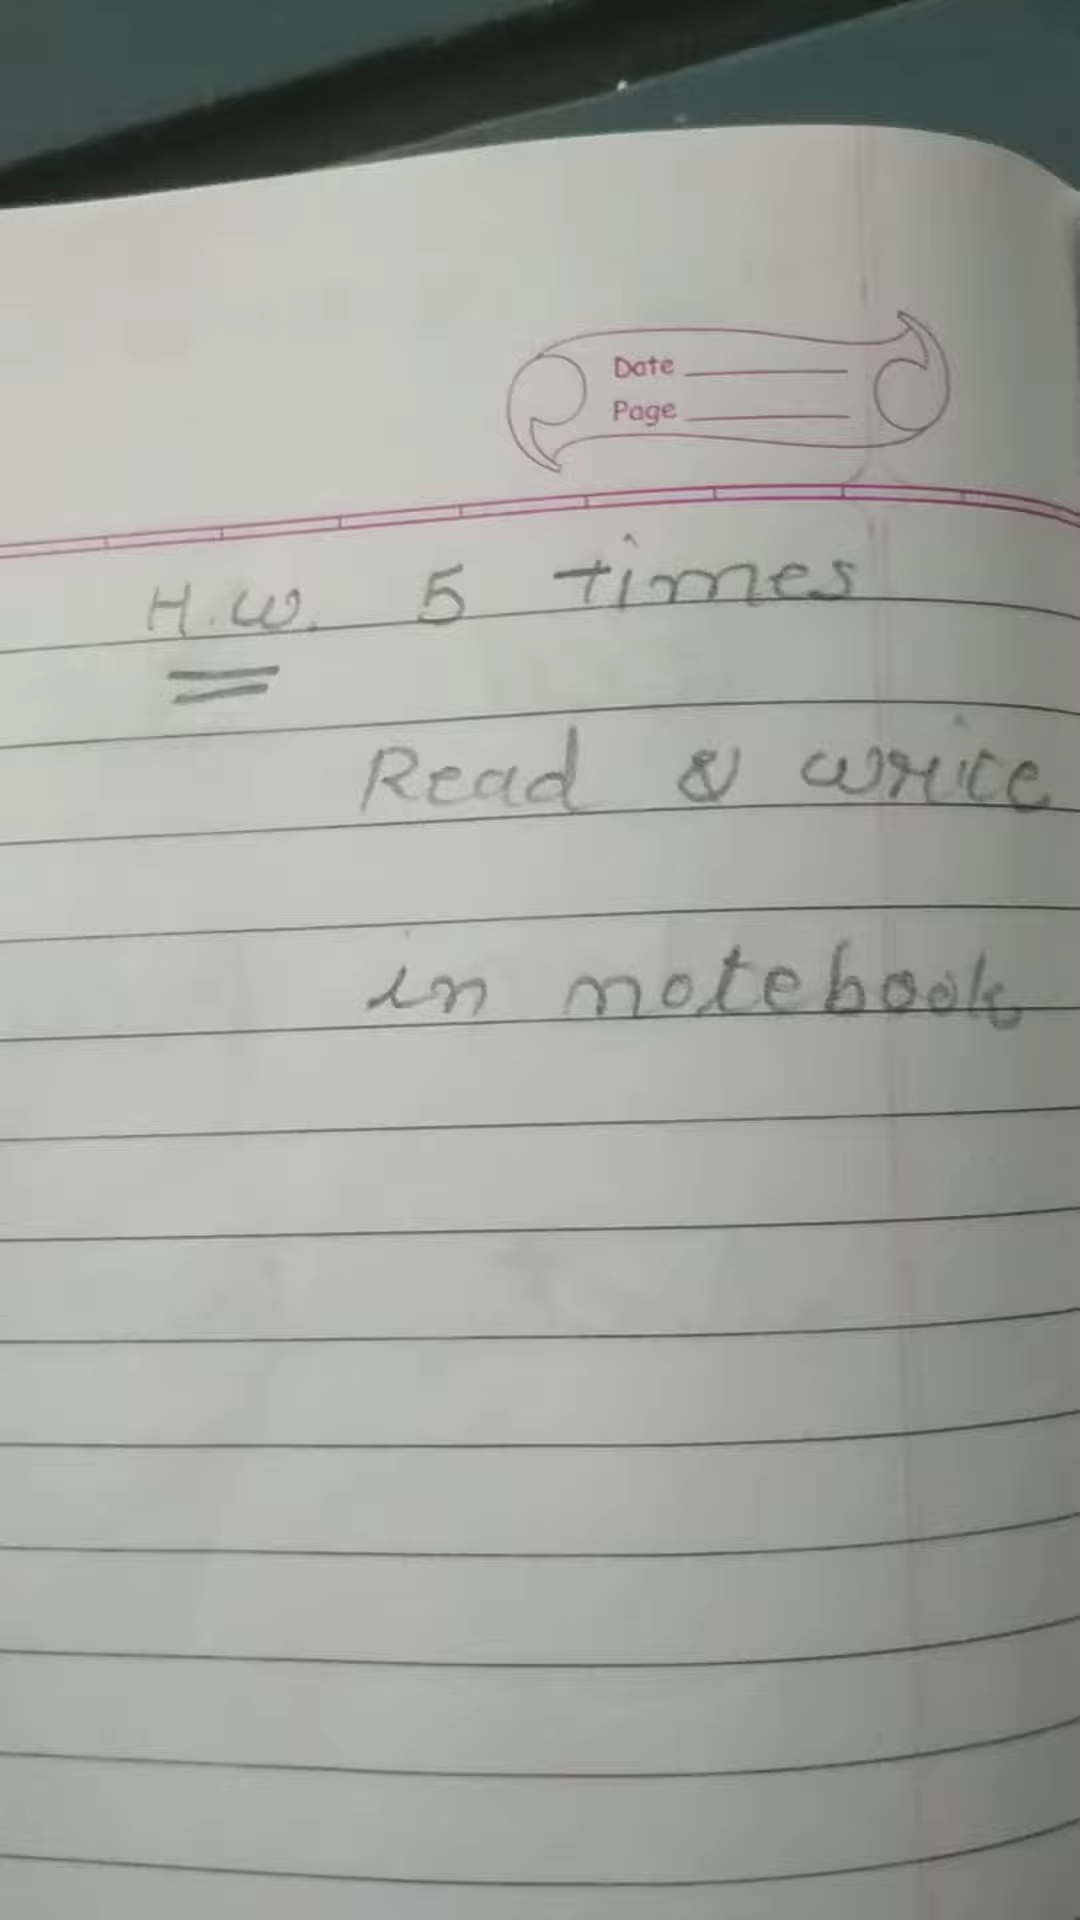 Date
Page
H.W. 5 times
Read & write
in notebook